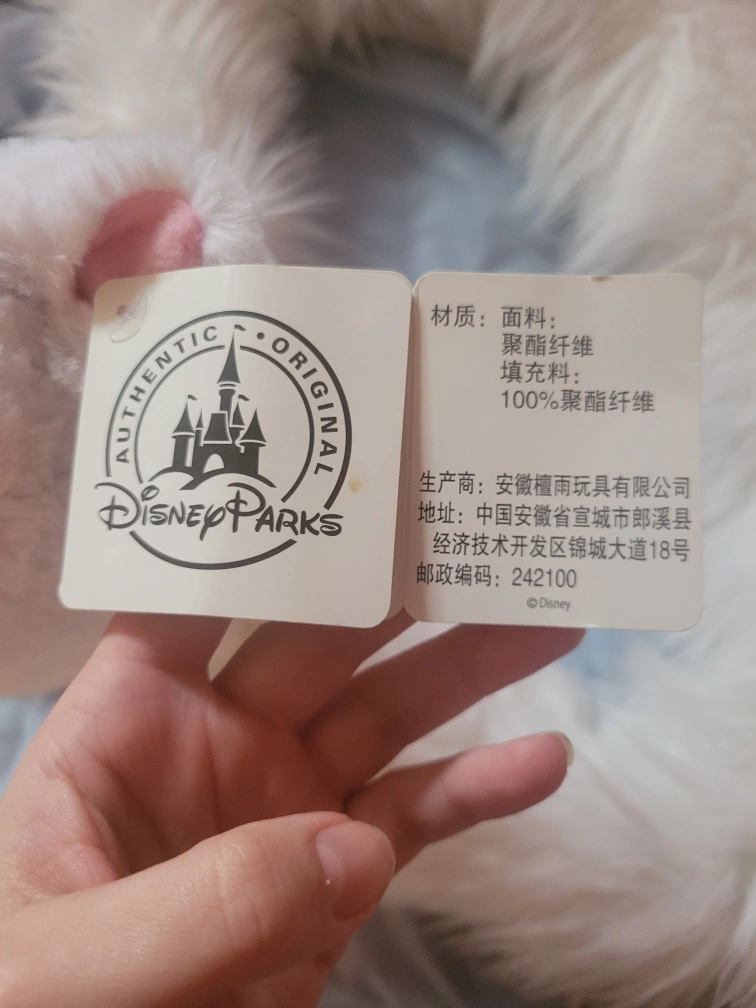 AUTHENTIC • ORIGINAL
DISNEY PARKS
材质：面料：
聚酯纤维
填充料：
100%聚酯纤维
生产商：安徽檀雨玩具有限公司
地址：中国安徽省宣城市郎溪县
经济技术开发区锦城大道18号
邮政编码：242100
©Disney